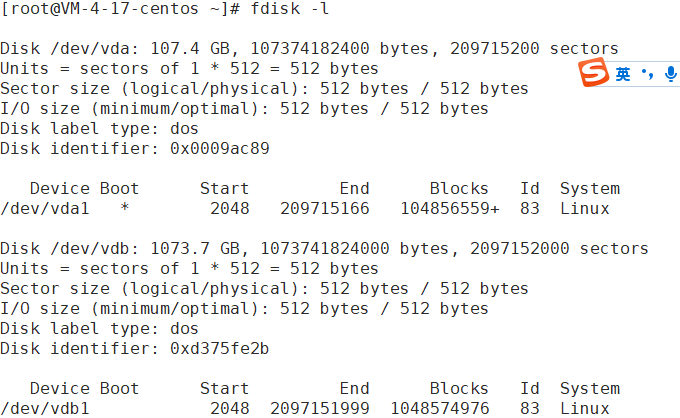 [root@VM-4-17-centos ~]# fdisk -l
Disk /dev/vda: 107.4 GB, 107374182400 bytes, 209715200 sectors
Units = sectors of 1 * 512 = 512 bytes
Sector size (logical/physical): 512 bytes / 512 bytes
I/O size (minimum/optimal): 512 bytes / 512 bytes
Disk label type: dos
Disk identifier: 0x0009ac89
Device Boot      Start         End      Blocks   Id  System
/dev/vda1   *        2048   209715166   104856559+  83  Linux
Disk /dev/vdb: 1073.7 GB, 1073741824000 bytes, 2097152000 sectors
Units = sectors of 1 * 512 = 512 bytes
Sector size (logical/physical): 512 bytes / 512 bytes
I/O size (minimum/optimal): 512 bytes / 512 bytes
Disk label type: dos
Disk identifier: 0xd375fe2b
Device Boot      Start         End      Blocks   Id  System
/dev/vdb1            2048  2097151999  1048574976   83  Linux
S 英 •,